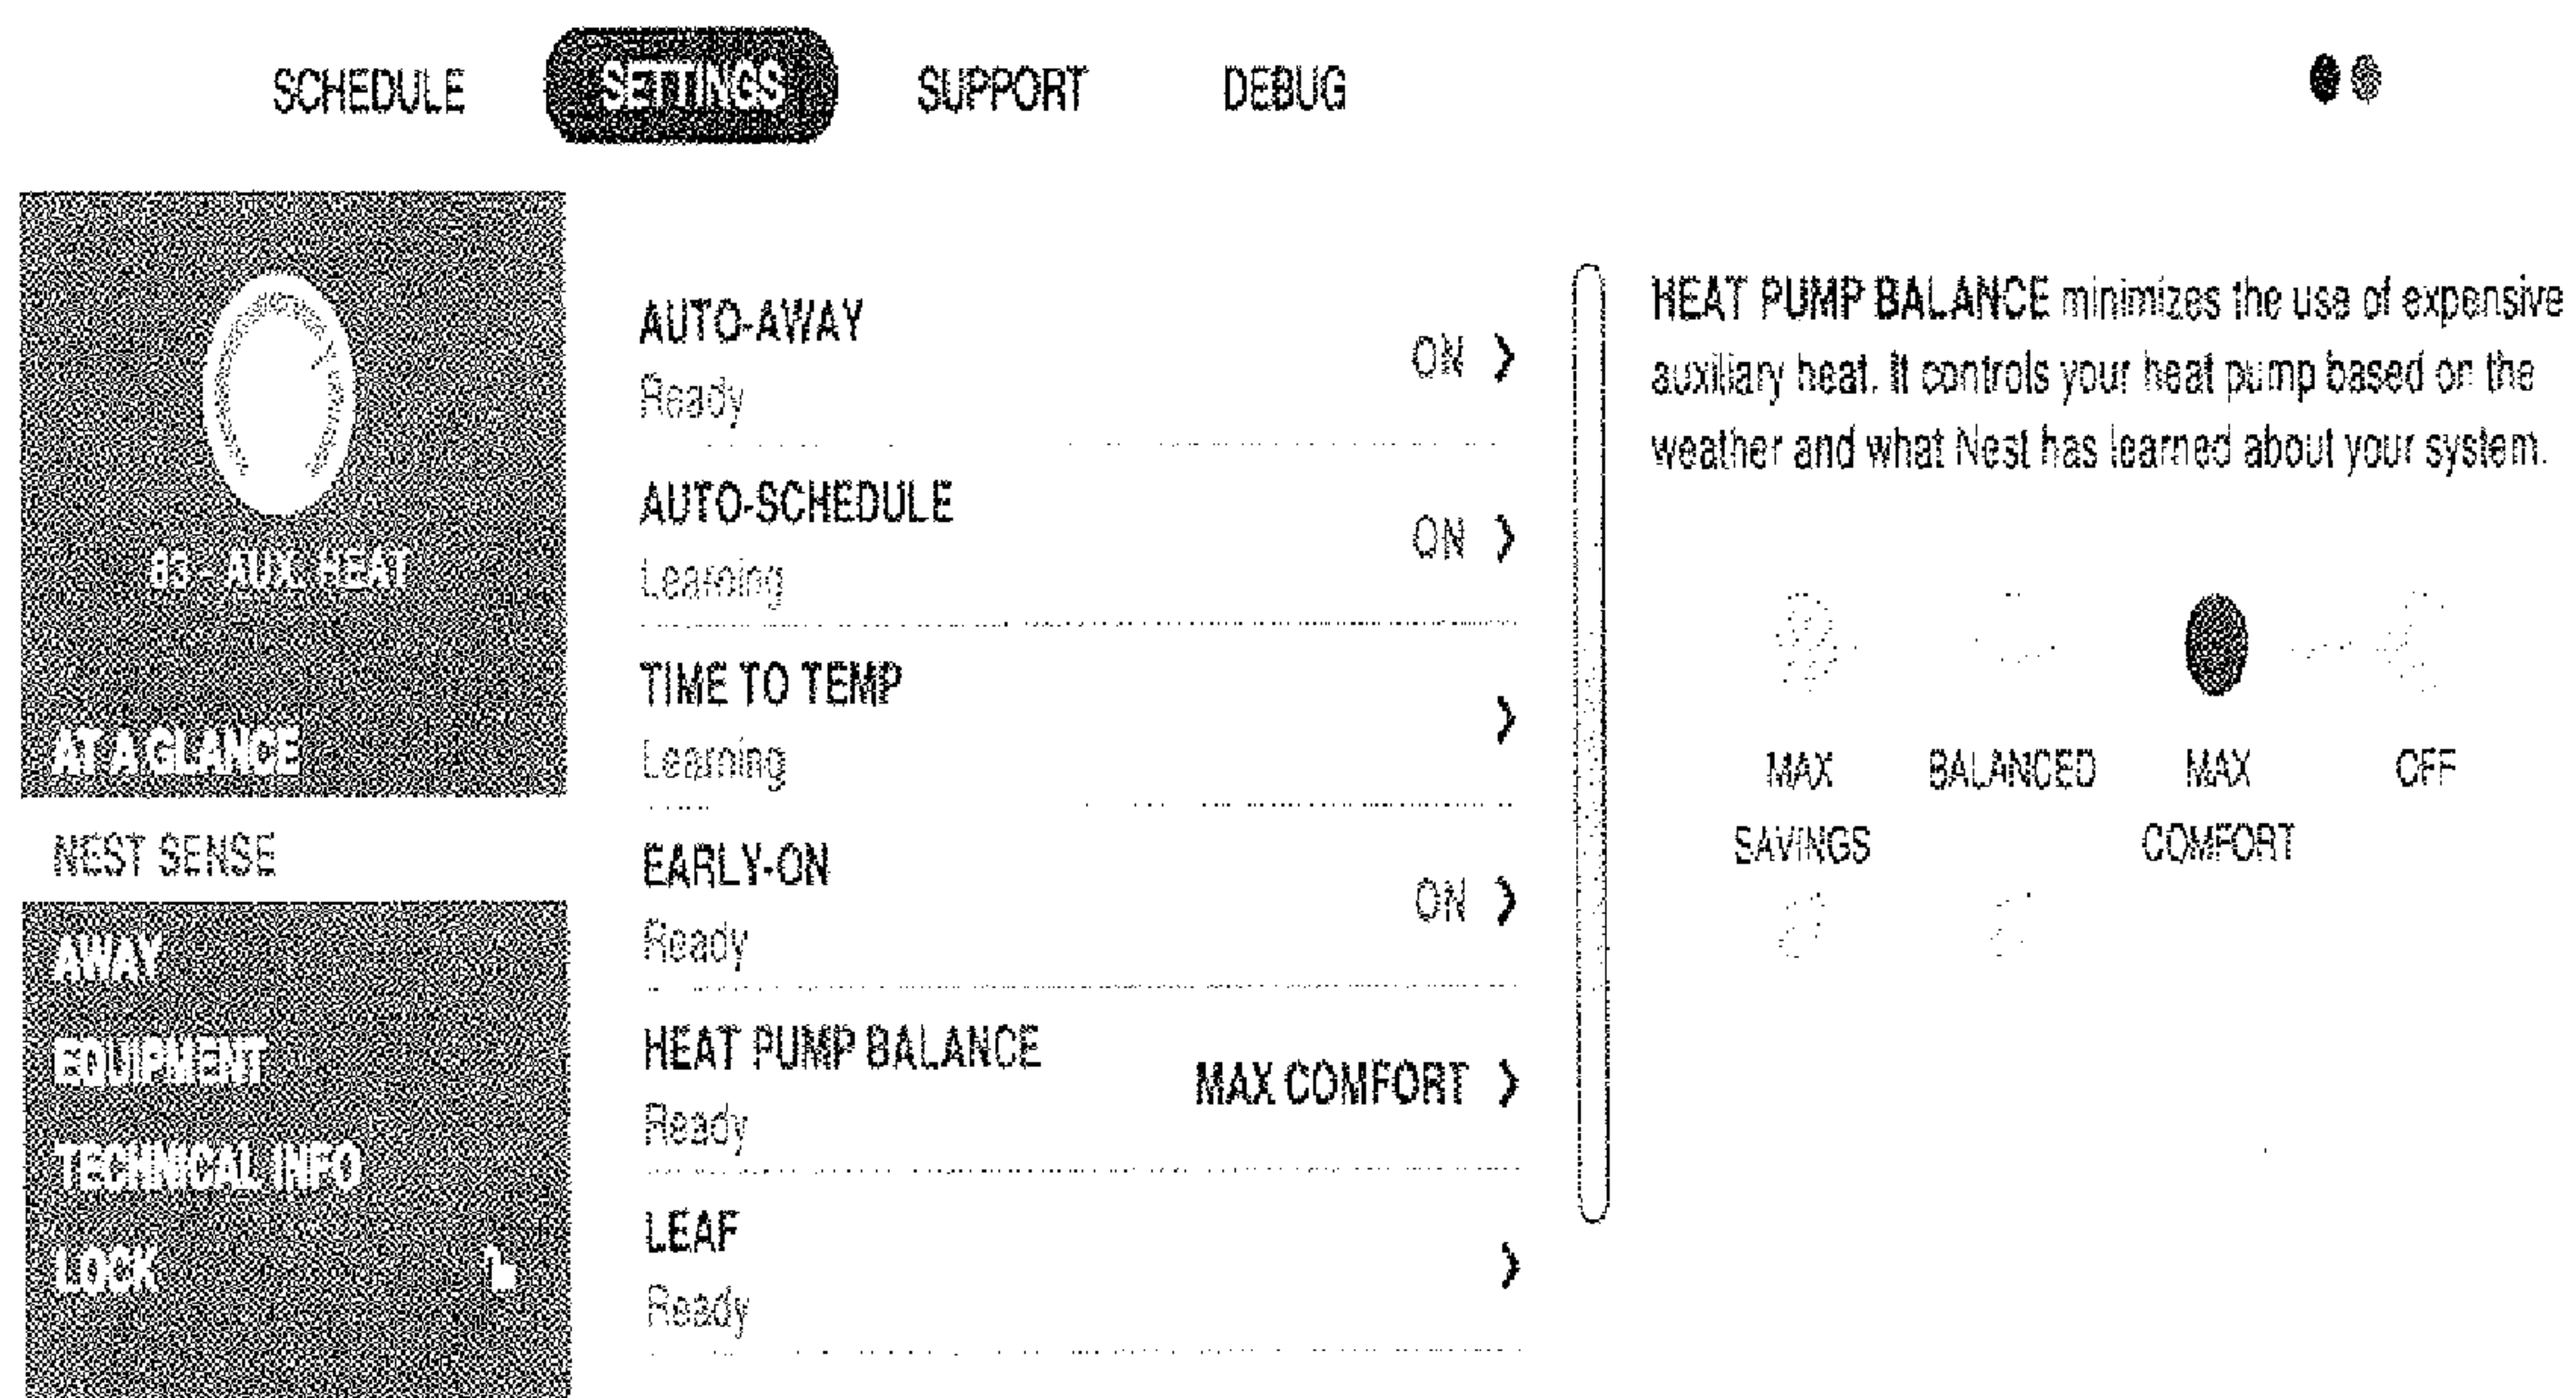 SCHEDULE SETTINGS SUPPORT DEBUG
83 - AUX. HEAT
AT A GLANCE
NEST SENSE
AWAY
EQUIPMENT
TECHNICAL INFO
LOCK
AUTO-AWAY
Ready
ON
AUTO-SCHEDULE
Learning
ON
TIME TO TEMP
Learning
EARLY-ON
Ready
ON
HEAT PUMP BALANCE
Ready
MAX COMFORT
LEAF
Ready
HEAT PUMP BALANCE minimizes the use of expensive
auxiliary heat. It controls your heat pump based on the
weather and what Nest has learned about your system.
MAX
SAVINGS
BALANCED
MAX
COMFORT
OFF